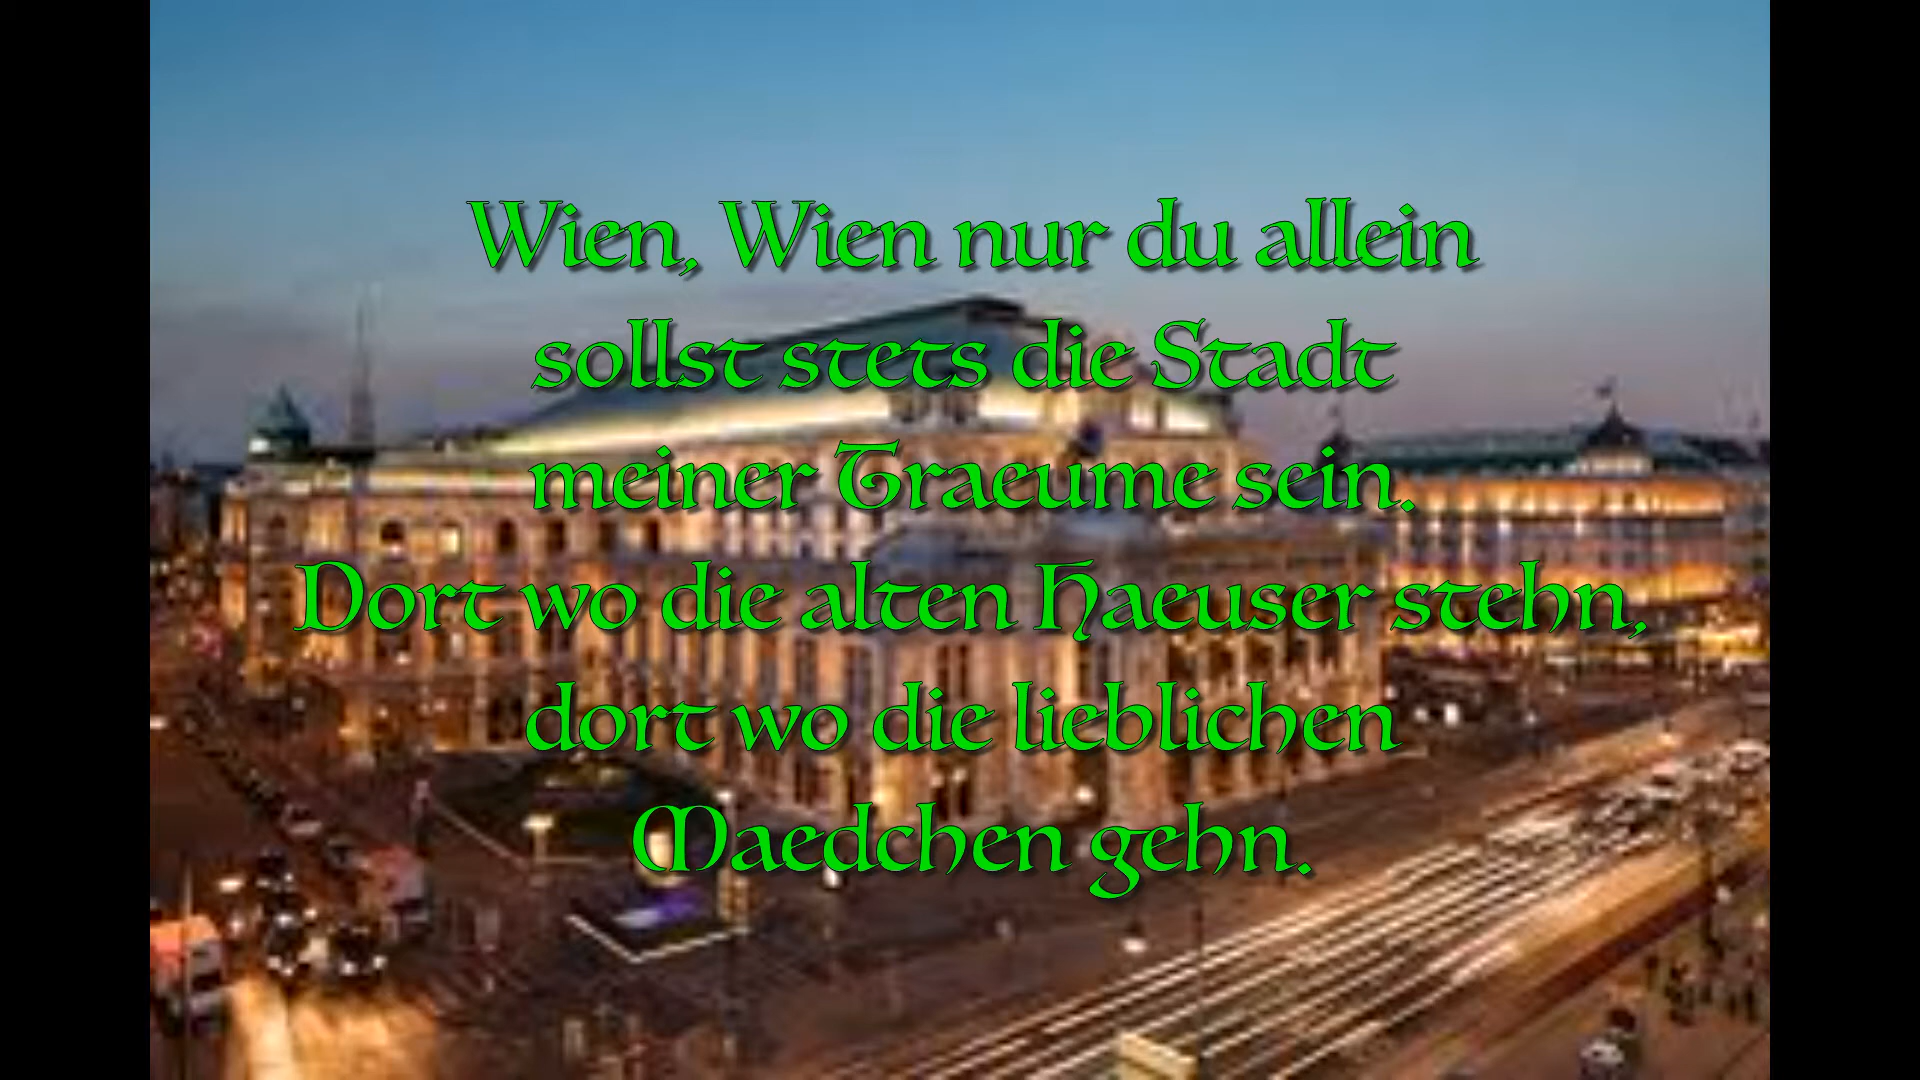 Wien, Wien nur du allein
sollst stets die Stadt
meiner Traeume sein.
Dort wo die alten Haeuser stehn,
dort wo die lieblichen
Maedchen gehn.